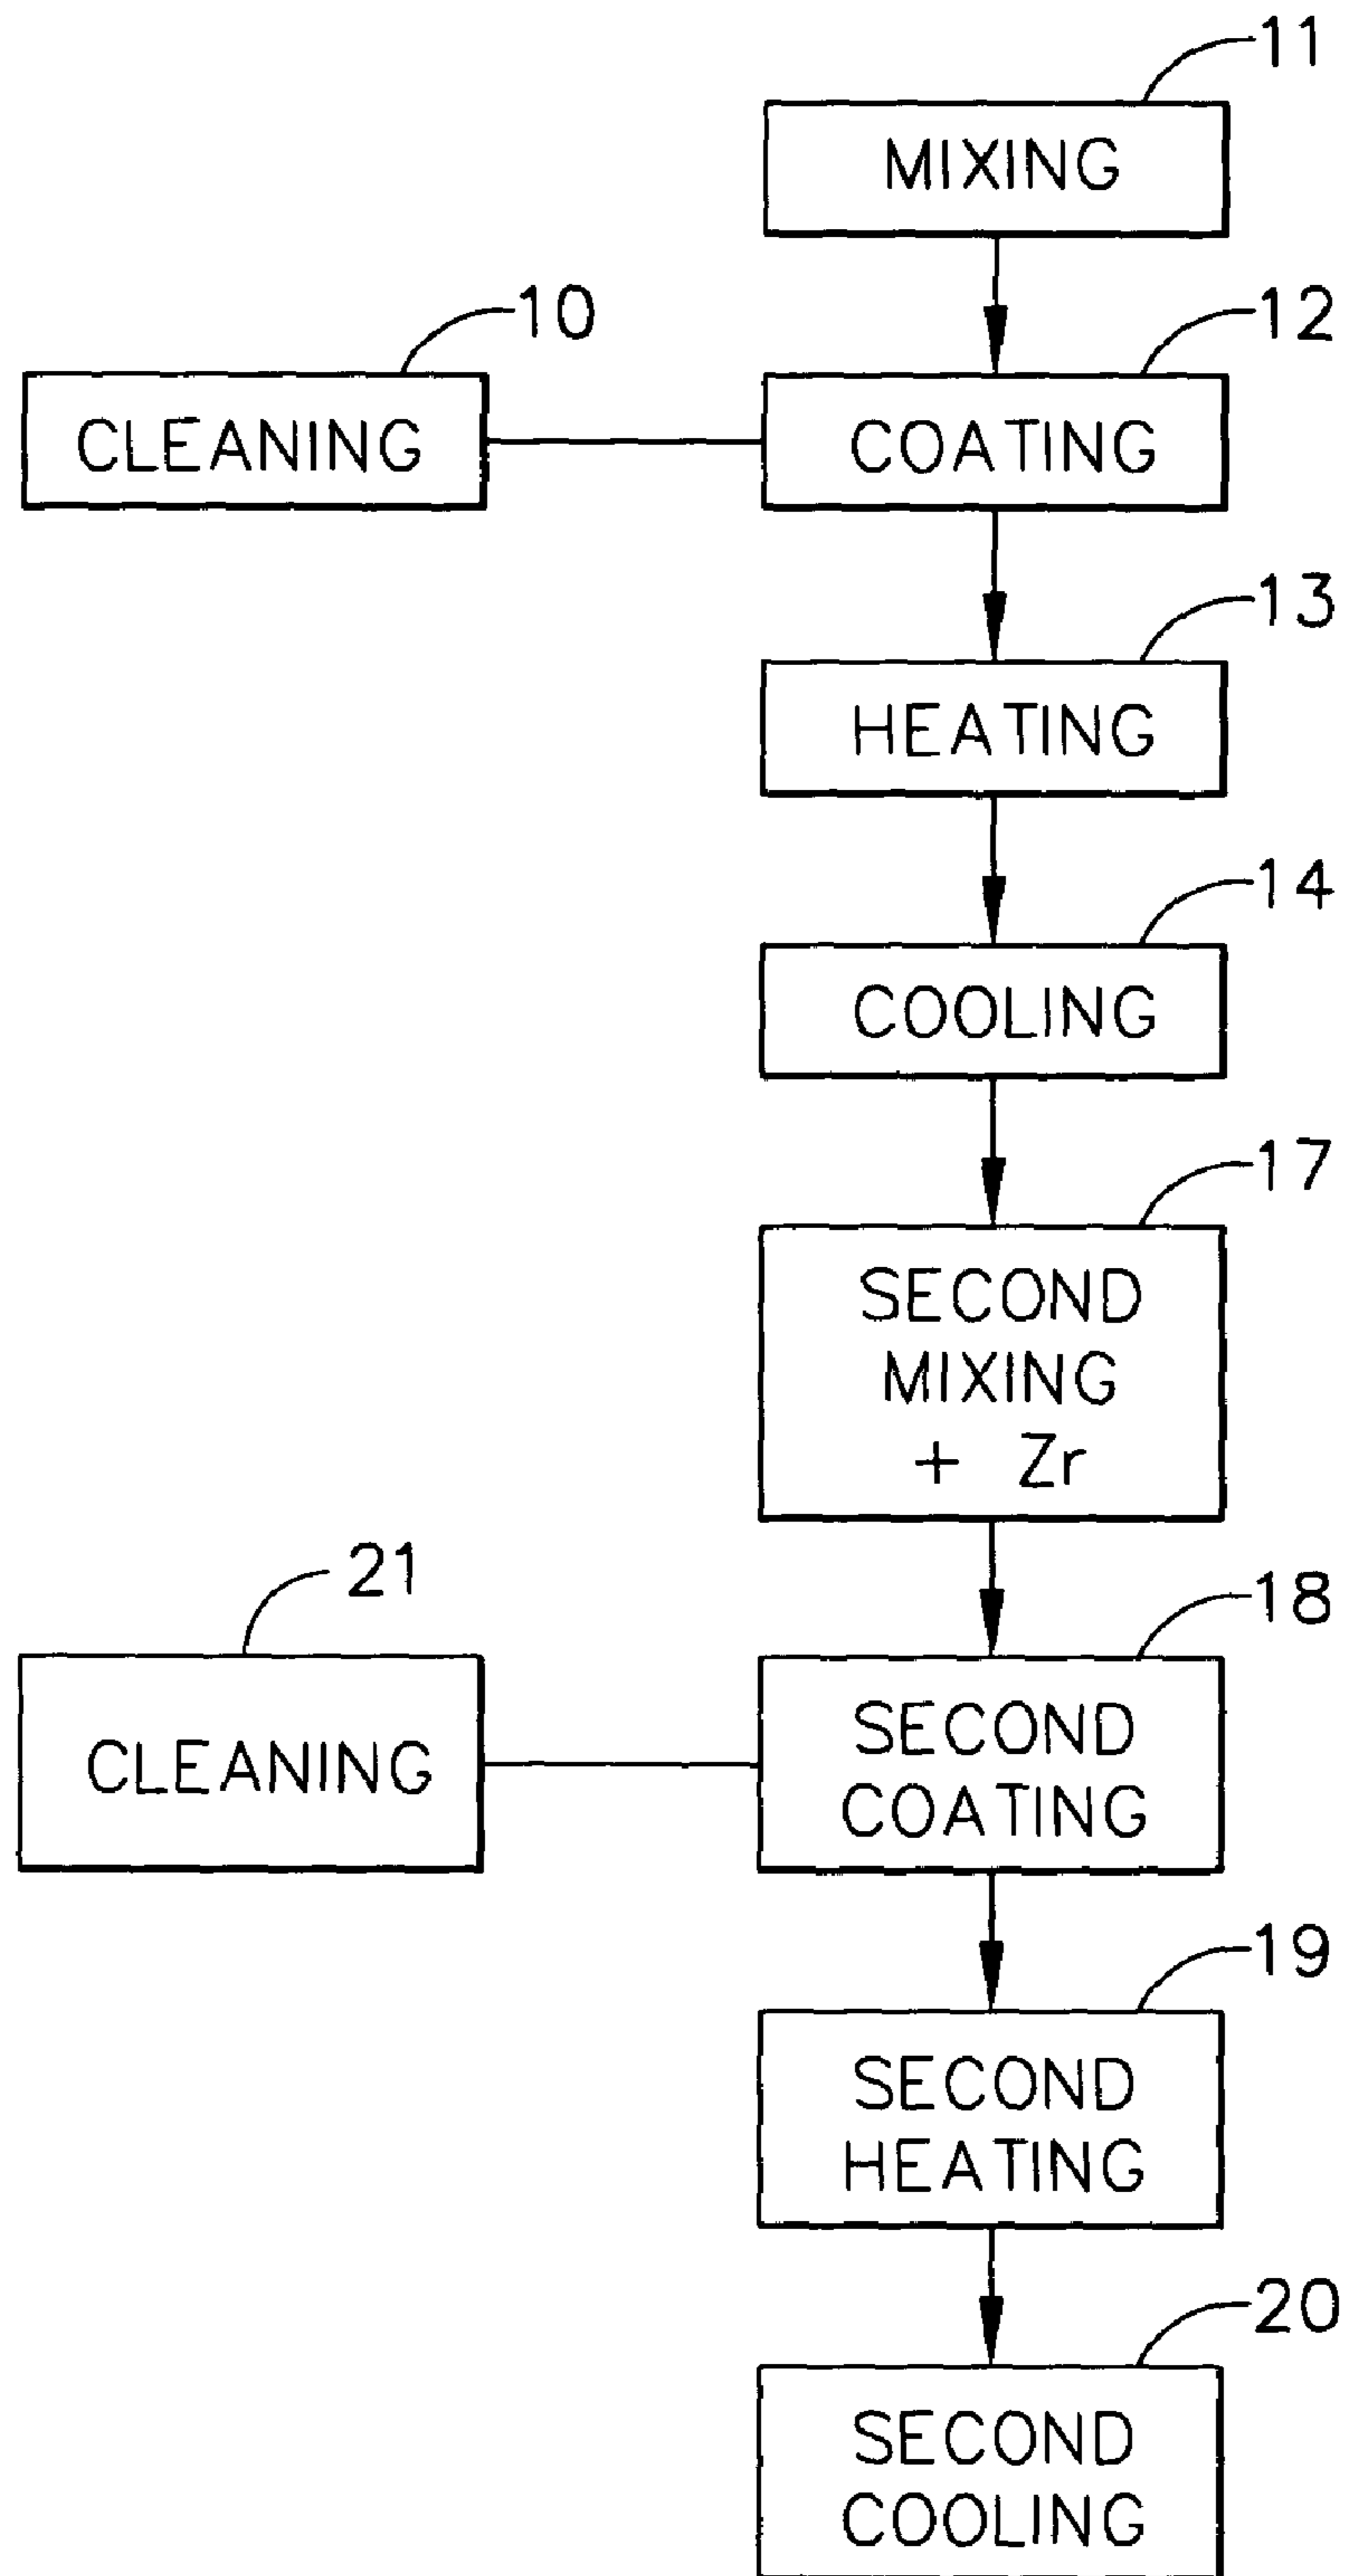 11
MIXING
10
12
CLEANING
COATING
13
HEATING
14
COOLING
17
SECOND
MIXING
+ Zr
21
18
CLEANING
SECOND
COATING
19
SECOND
HEATING
20
SECOND
COOLING